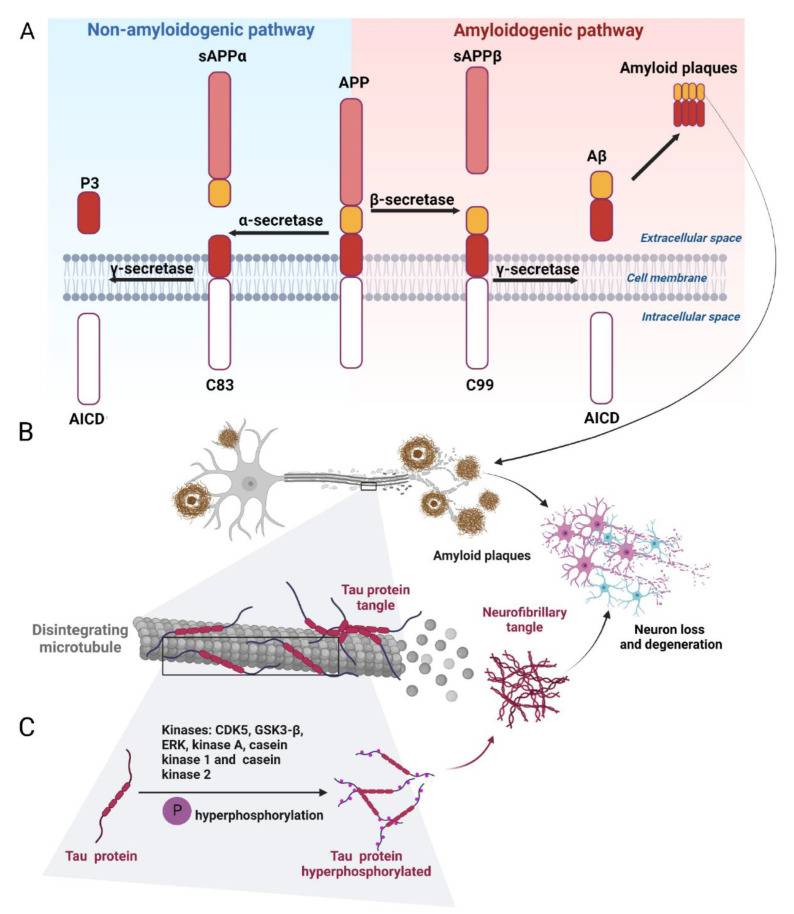 A
Non-amyloidogenic pathway
Amyloidogenic pathway
sAPPα
APP
sAPPβ
Amyloid plaques
P3
Aβ
β-secretase
α-secretase
Extracellular space
γ-secretase
γ-secretase
Cell membrane
Intracellular space
C83
C99
AICD
AICD
B
Amyloid plaques
Tau protein
tangle
Neurofibrillary
tangle
Disintegrating
microtubule
Neuron loss
and degeneration
C
Kinases: CDK5, GSK3-β,
ERK, kinase A, casein
kinase 1 and casein
kinase 2
P
hyperphosphorylation
Tau protein
Tau protein
hyperphosphorylated